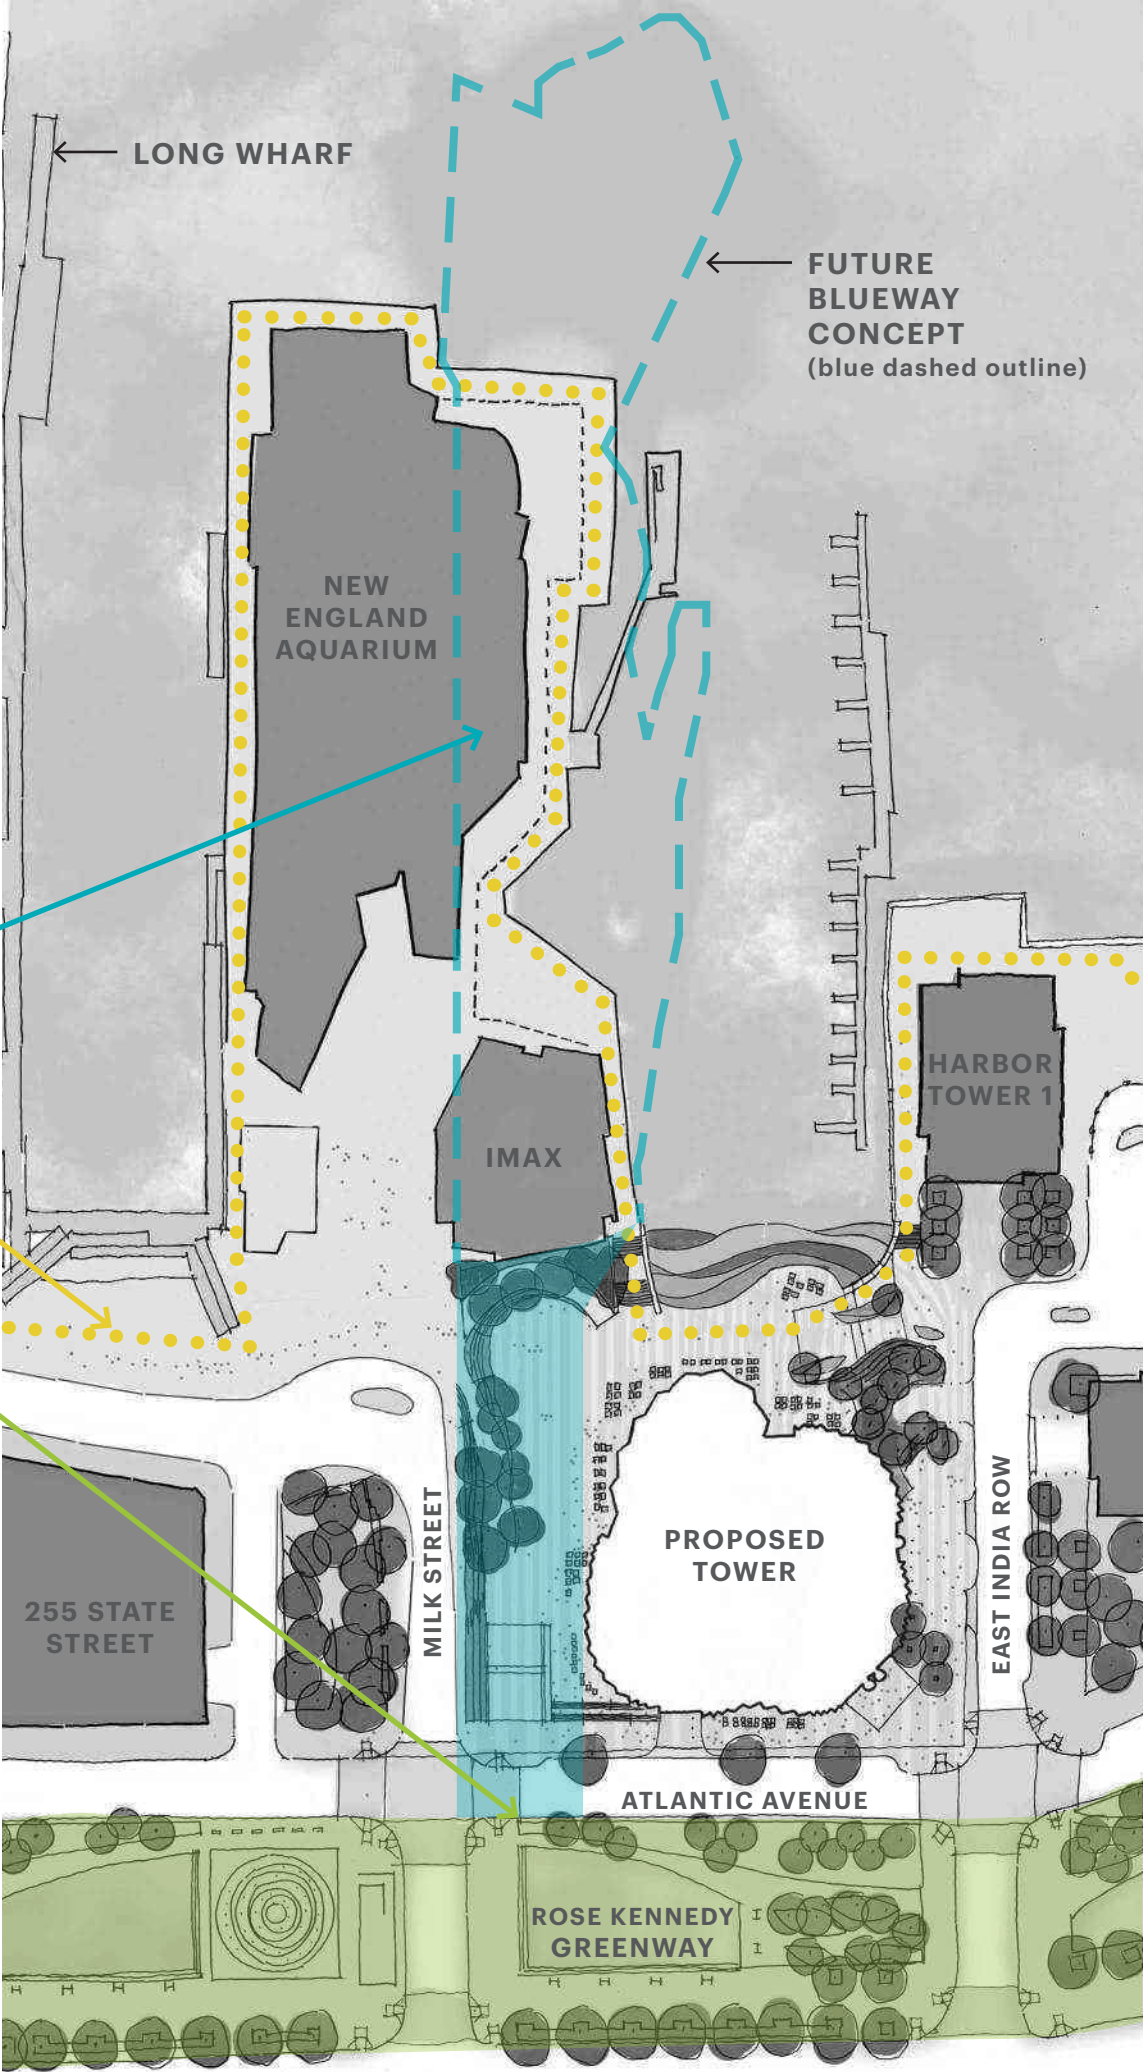 LONG WHARF
FUTURE
BLUEWAY
CONCEPT
(blue dashed outline)
NEW
ENGLAND
AQUARIUM
HARBOR
TOWER 1
IMAX
PROPOSED
TOWER
MILK STREET
EAST INDIA ROW
255 STATE
STREET
ATLANTIC AVENUE
ROSE KENNEDY
GREENWAY